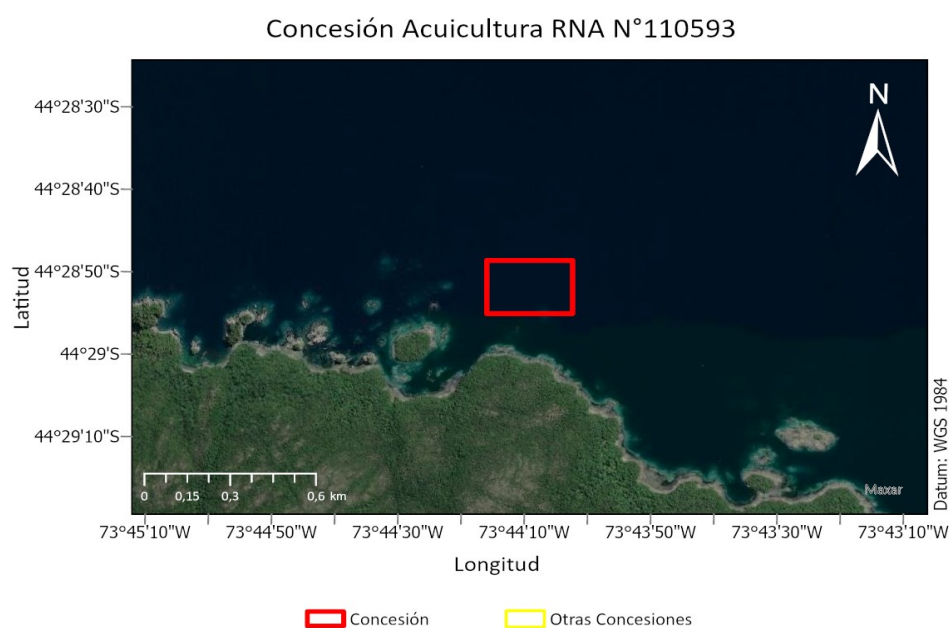 Concesión Acuicultura RNA N°110593
N
44°28'30"S
44°28'40"S
44°28'50"S
44°29'S
44°29'10"S
Latitud
Datum: WGS 1984
0 0,15 0,3 0,6 km
Maxar
73°45'10"W 73°44'50"W 73°44'30"W 73°44'10"W 73°43'50"W 73°43'30"W 73°43'10"W
Longitud
Concesión Otras Concesiones